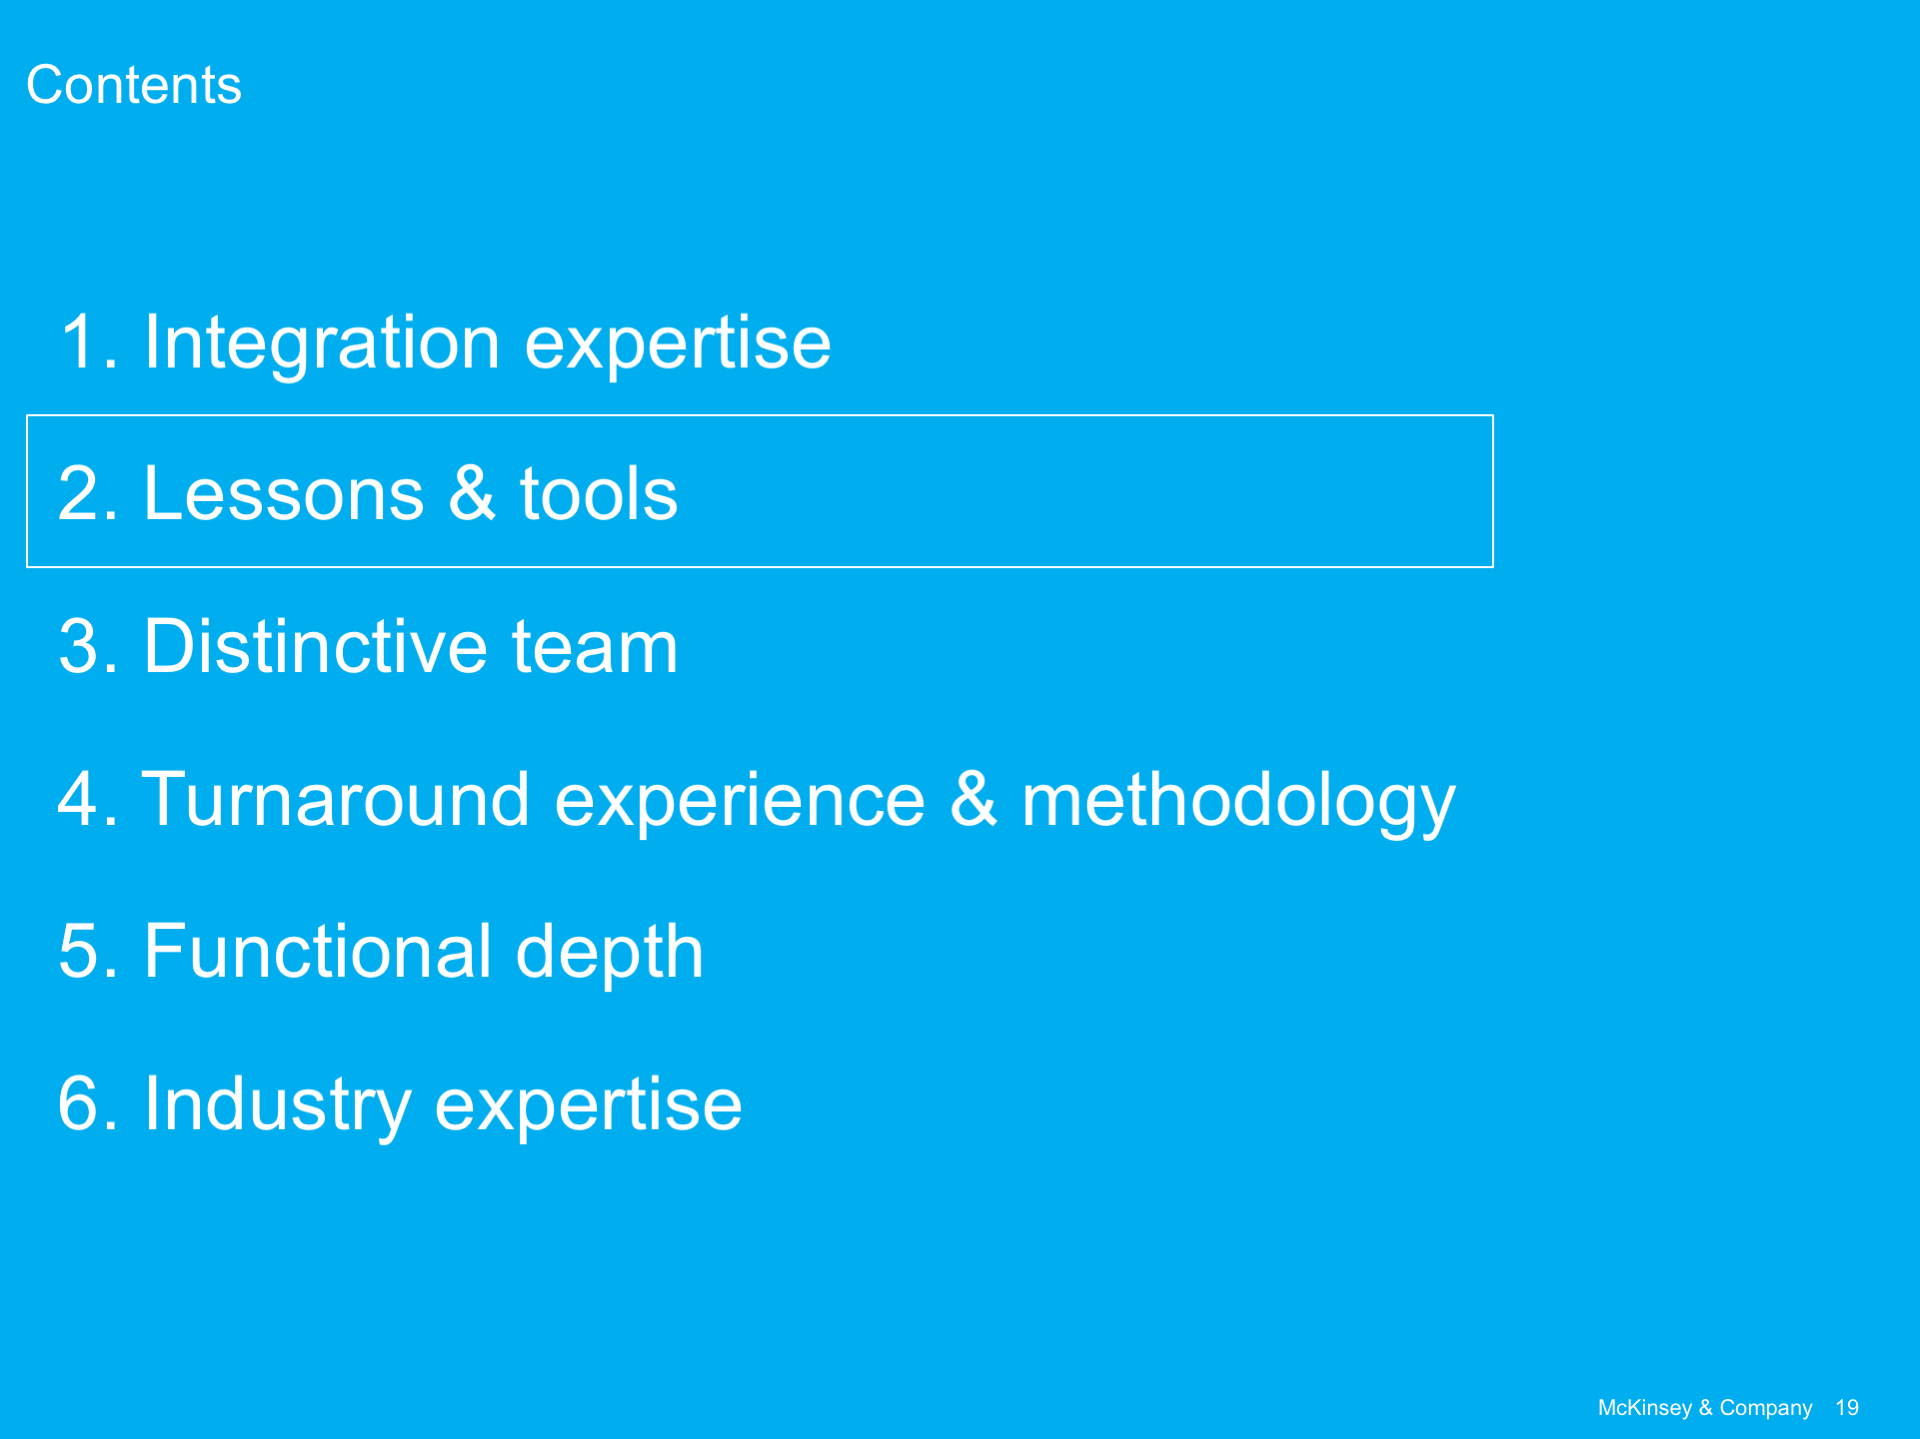 Contents
1. Integration expertise
2. Lessons & tools
3. Distinctive team
4. Turnaround experience & methodology
5. Functional depth
6. Industry expertise
McKinsey & Company 19